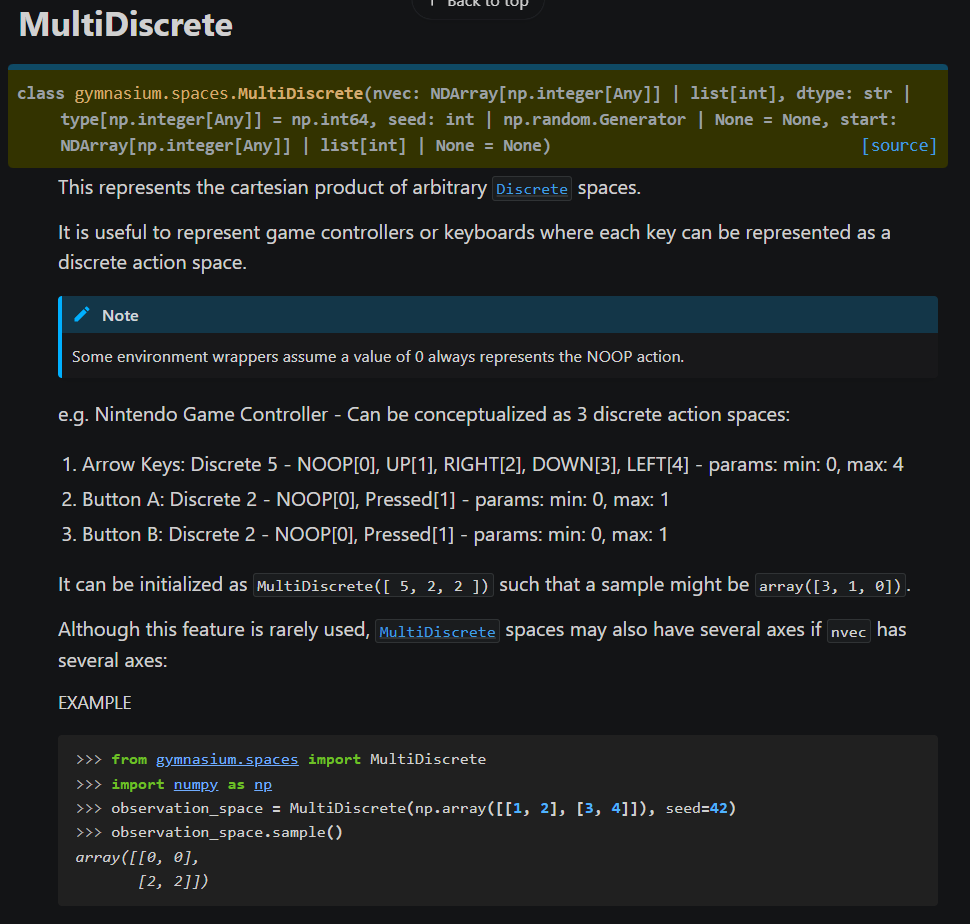 ↑ Back to top
MultiDiscrete
class gymnasium.spaces.MultiDiscrete(nvec: NDArray[np.integer[Any]] | list[int], dtype: str |
type[np.integer[Any]] = np.int64, seed: int | np.random.Generator | None = None, start:
NDArray[np.integer[Any]] | list[int] | None = None) [source]
This represents the cartesian product of arbitrary Discrete spaces.
It is useful to represent game controllers or keyboards where each key can be represented as a
discrete action space.
Note
Some environment wrappers assume a value of 0 always represents the NOOP action.
e.g. Nintendo Game Controller - Can be conceptualized as 3 discrete action spaces:
1. Arrow Keys: Discrete 5 - NOOP[0], UP[1], RIGHT[2], DOWN[3], LEFT[4] - params: min: 0, max: 4
2. Button A: Discrete 2 - NOOP[0], Pressed[1] - params: min: 0, max: 1
3. Button B: Discrete 2 - NOOP[0], Pressed[1] - params: min: 0, max: 1
It can be initialized as MultiDiscrete([ 5, 2, 2 ]) such that a sample might be array([3, 1, 0]).
Although this feature is rarely used, MultiDiscrete spaces may also have several axes if nvec has
several axes:
EXAMPLE
>>> from gymnasium.spaces import MultiDiscrete
>>> import numpy as np
>>> observation_space = MultiDiscrete(np.array([[1, 2], [3, 4]]), seed=42)
>>> observation_space.sample()
array([[0, 0],
[2, 2]])